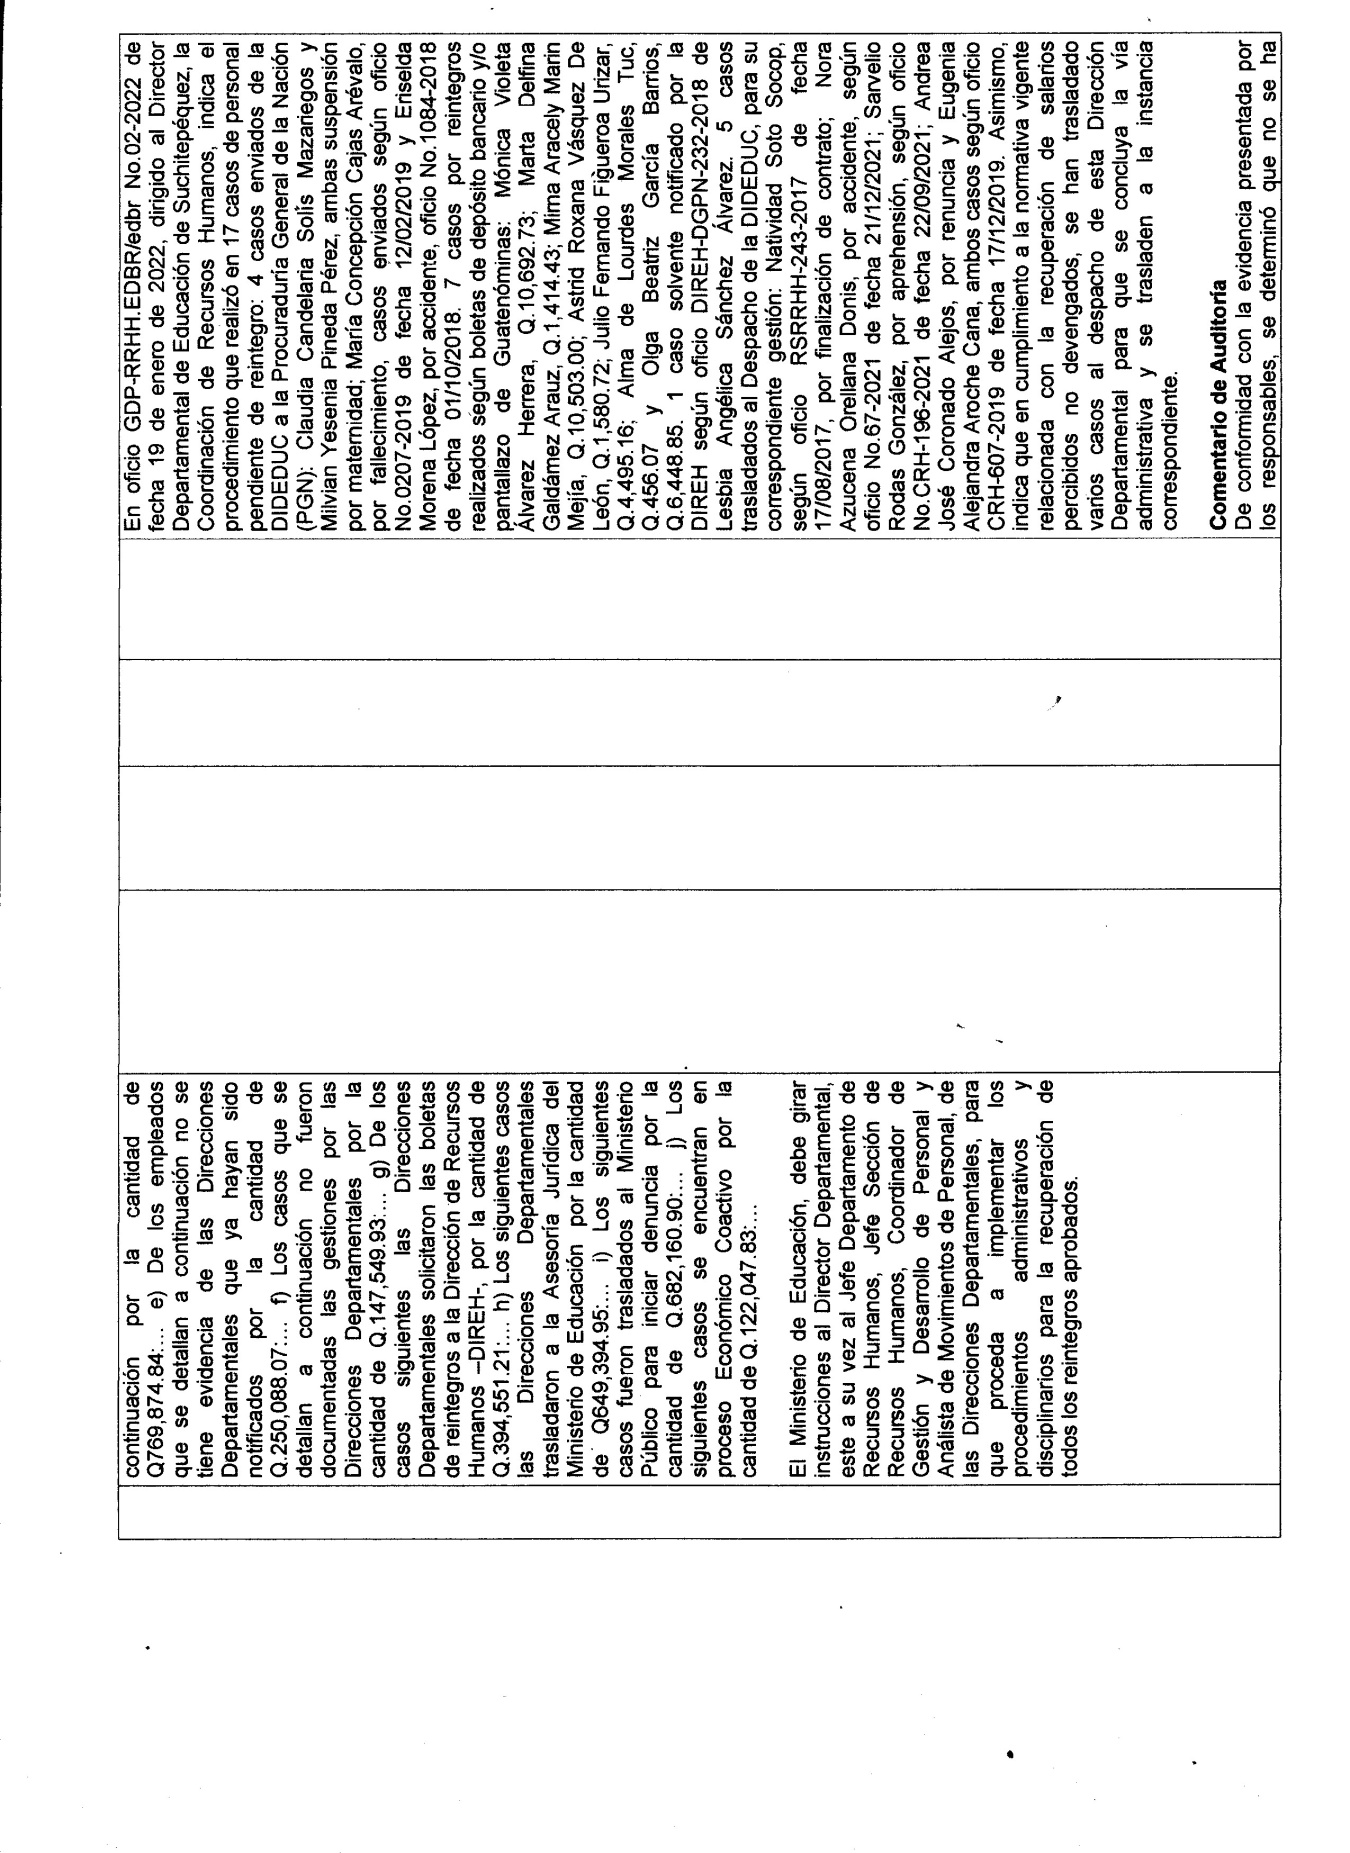 continuación por la cantidad de
Q769,874.84:... e) De los empleados
que se detallan a continuación no se
tiene evidencia de las Direcciones
Departamentales que ya hayan sido
notificados por la cantidad de
Q.250,088.07:... f) Los casos que se
detallan a continuación no fueron
documentadas las gestiones por las
Direcciones Departamentales por la
cantidad de Q.147,549.93:... g) De los
casos siguientes las Direcciones
Departamentales solicitaron las boletas
de reintegros a la Dirección de Recursos
Humanos –DIREH-, por la cantidad de
Q.394,551.21:... h) Los siguientes casos
las Direcciones Departamentales
trasladaron a la Asesoría Jurídica del
Ministerio de Educación por la cantidad
de Q649,394.95:... i) Los siguientes
casos fueron trasladados al Ministerio
Público para iniciar denuncia por la
cantidad de Q.682,160.90:... j) Los
siguientes casos se encuentran en
proceso Económico Coactivo por la
cantidad de Q.122,047.83:...
El Ministerio de Educación, debe girar
instrucciones al Director Departamental,
este a su vez al Jefe Departamento de
Recursos Humanos, Jefe Sección de
Recursos Humanos, Coordinador de
Gestión y Desarrollo de Personal y
Análista de Movimientos de Personal, de
las Direcciones Departamentales, para
que proceda a implementar los
procedimientos administrativos y
disciplinarios para la recuperación de
todos los reintegros aprobados.
En oficio GDP-RRHH.EDBR/edbr No.02-2022 de
fecha 19 de enero de 2022, dirigido al Director
Departamental de Educación de Suchitepéquez, la
Coordinación de Recursos Humanos, indica el
procedimiento que realizó en 17 casos de personal
pendiente de reintegro: 4 casos enviados de la
DIDEDUC a la Procuraduría General de la Nación
(PGN): Claudia Candelaria Solís Mazariegos y
Milvian Yesenia Pineda Pérez, ambas suspensión
por maternidad; María Concepción Cajas Arévalo,
por fallecimiento, casos enviados según oficio
No.0207-2019 de fecha 12/02/2019 y Eriselda
Morena López, por accidente, oficio No.1084-2018
de fecha 01/10/2018. 7 casos por reintegros
realizados según boletas de depósito bancario y/o
pantallazo de Guatenóminas: Mónica Violeta
Álvarez Herrera, Q.10,692.73; Marta Delfina
Galdámez Arauz, Q.1,414.43; Mirna Aracely Marin
Mejía, Q.10,503.00; Astrid Roxana Vásquez De
León, Q.1,580.72; Julio Fernando Figueroa Urizar,
Q.4,495.16; Alma de Lourdes Morales Tuc,
Q.456.07 y Olga Beatriz García Barrios,
Q.6,448.85. 1 caso solvente notificado por la
DIREH según oficio DIREH-DGPN-232-2018 de
Lesbia Angélica Sánchez Álvarez. 5 casos
trasladados al Despacho de la DIDEDUC, para su
correspondiente gestión: Natividad Soto Socop,
según oficio RSRRHH-243-2017 de fecha
17/08/2017, por finalización de contrato; Nora
Azucena Orellana Donis, por accidente, según
oficio No.67-2021 de fecha 21/12/2021; Sarvelio
Rodas González, por aprehensión, según oficio
No.CRH-196-2021 de fecha 22/09/2021; Andrea
José Coronado Alejos, por renuncia y Eugenia
Alejandra Aroche Cana, ambos casos según oficio
CRH-607-2019 de fecha 17/12/2019. Asimismo,
indica que en cumplimiento a la normativa vigente
relacionada con la recuperación de salarios
percibidos no devengados, se han trasladado
varios casos al despacho de esta Dirección
Departamental para que se concluya la vía
administrativa y se trasladen a la instancia
correspondiente.
Comentario de Auditoría
De conformidad con la evidencia presentada por
los responsables, se determinó que no se ha